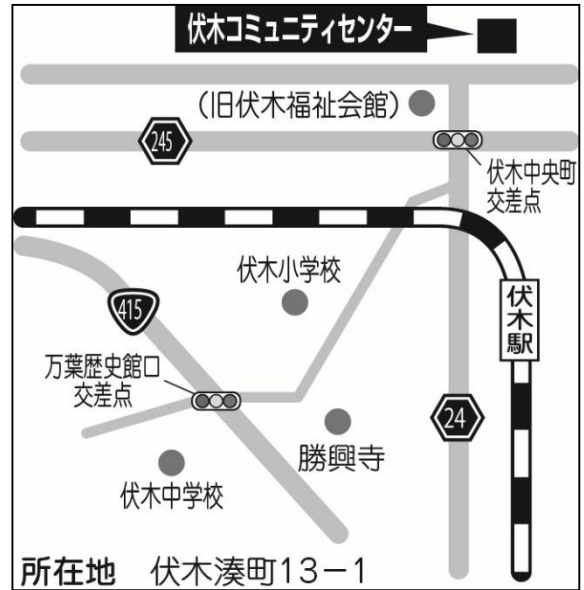 伏木コミュニティセンター
（旧伏木福祉会館）
245
伏木中央町
交差点
伏木小学校
伏木駅
415
万葉歴史館口
交差点
24
勝興寺
伏木中学校
所在地　伏木湊町13－1